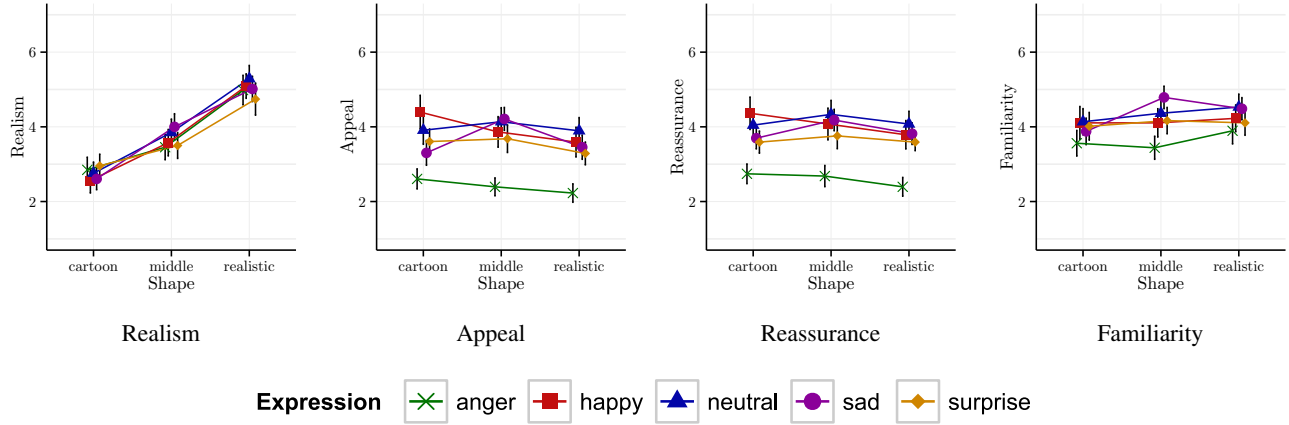 Realism
6
4
2
cartoon middle realistic
Shape
Realism
Appeal
6
4
2
cartoon middle realistic
Shape
Appeal
Reassurance
6
4
2
cartoon middle realistic
Shape
Reassurance
Familiarity
6
4
2
cartoon middle realistic
Shape
Familiarity
Expression anger happy neutral sad surprise